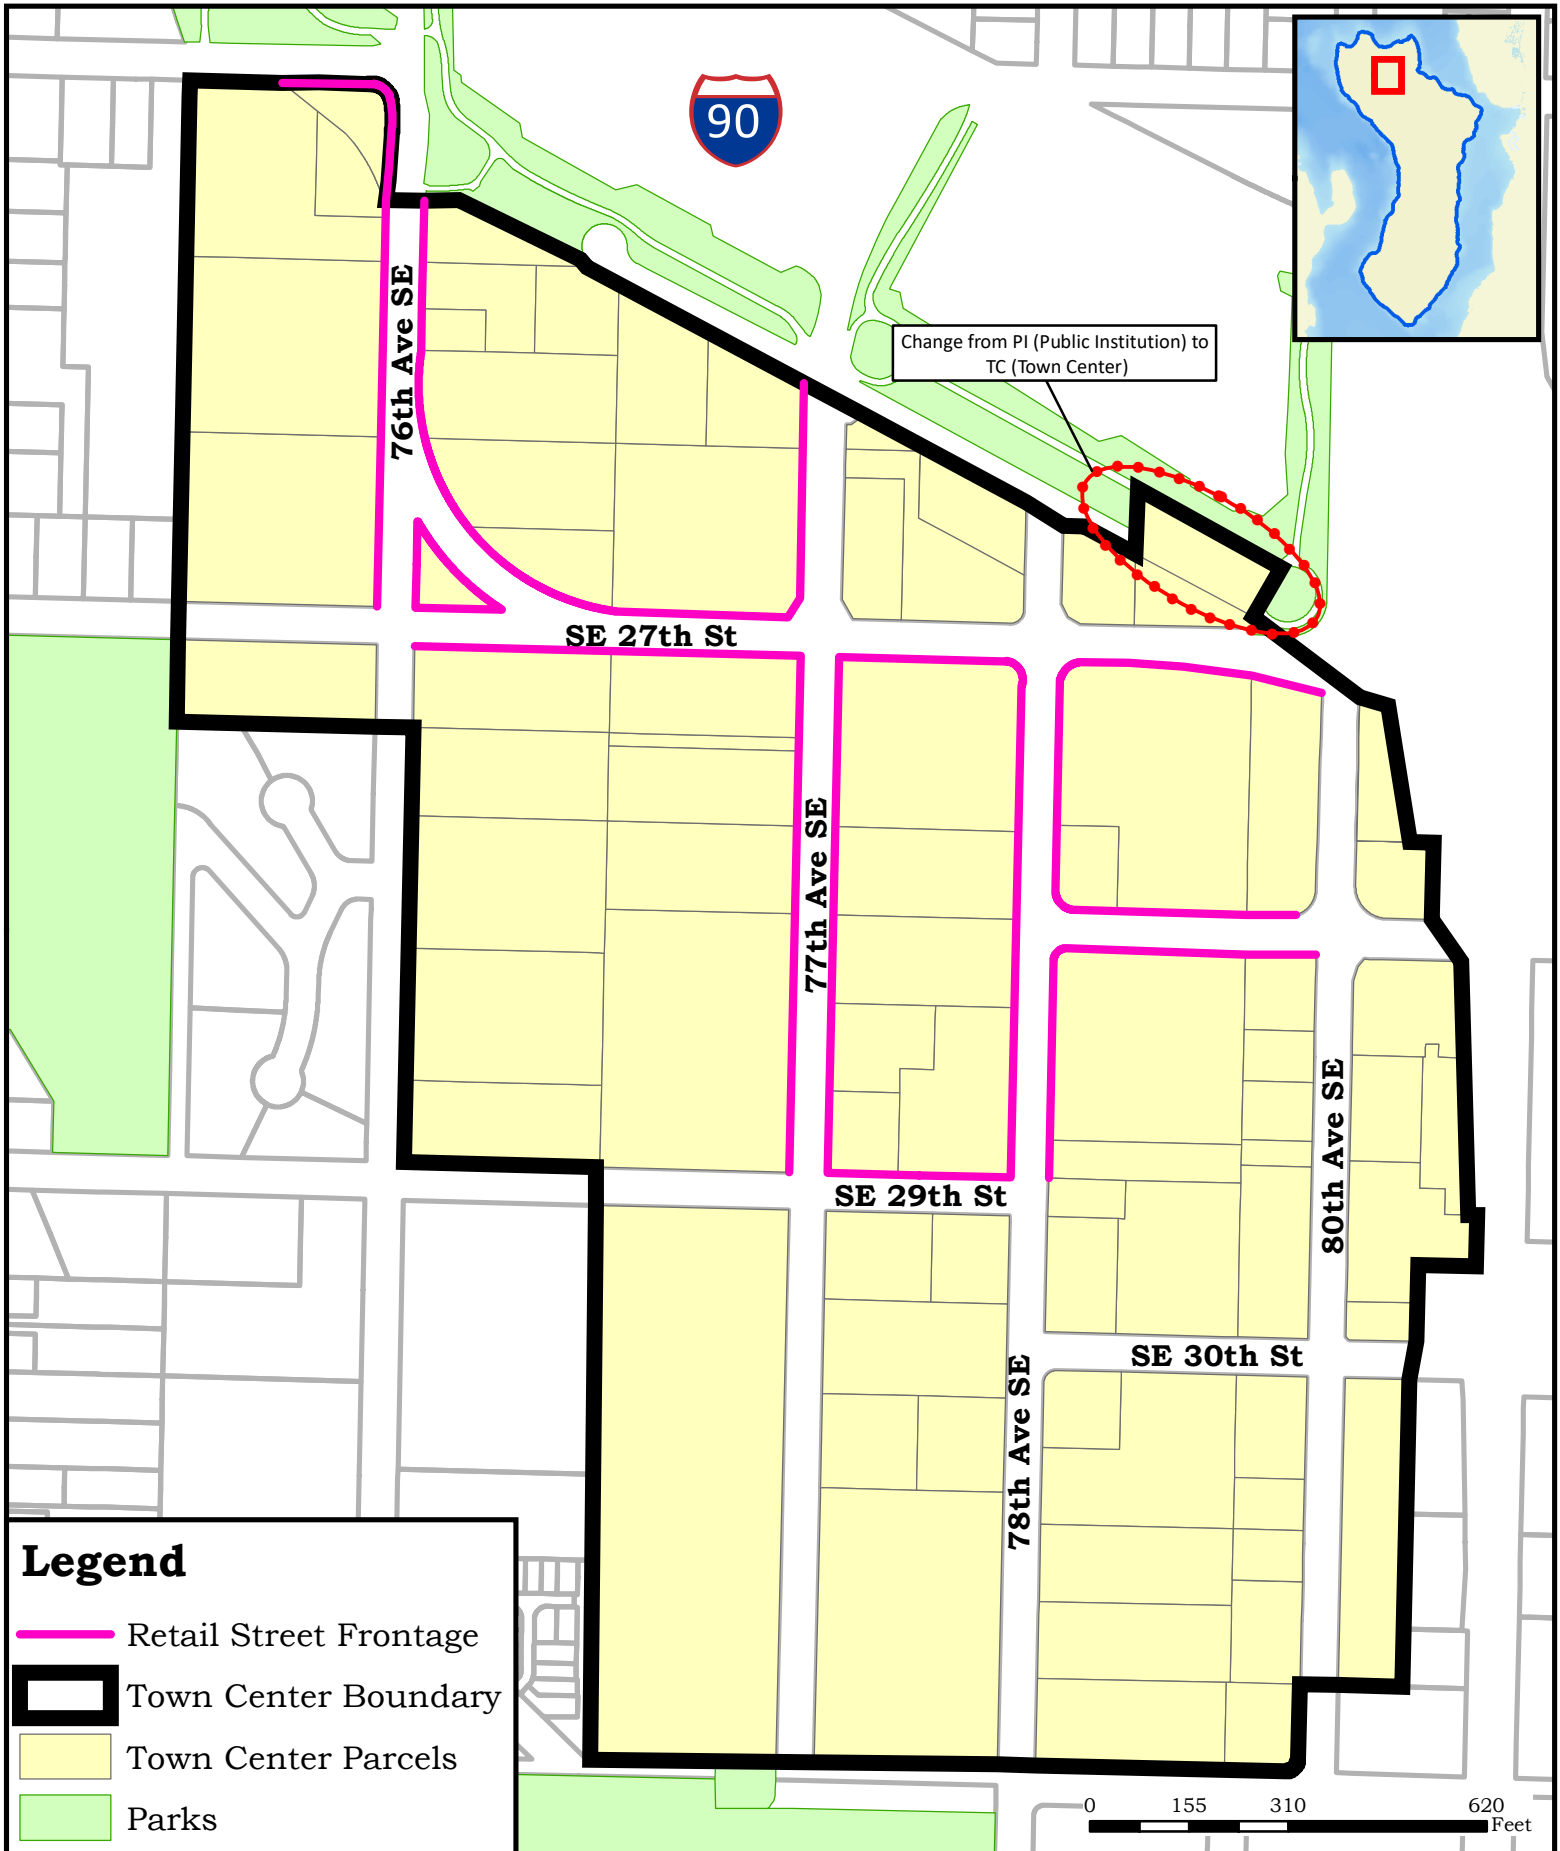 90
Change from PI (Public Institution) to
TC (Town Center)
76th Ave SE
SE 27th St
77th Ave SE
SE 29th St
80th Ave SE
SE 30th St
78th Ave SE
Legend
Retail Street Frontage
Town Center Boundary
Town Center Parcels
Parks
0 155 310 620
Feet